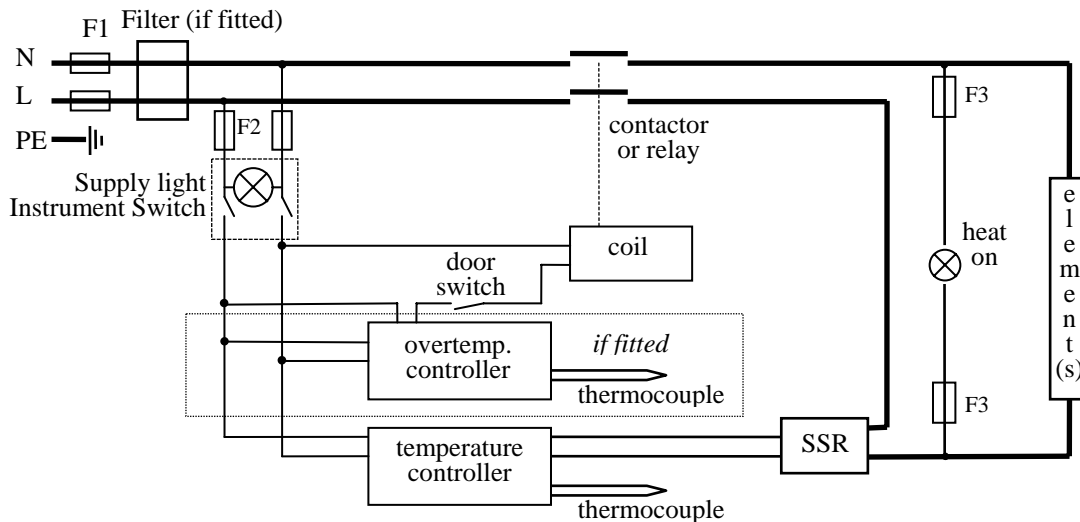 Filter (if fitted)
F1
N
L
PE
F2
Supply light
Instrument Switch
contactor
or relay
coil
door
switch
overtemp.
controller
if fitted
thermocouple
temperature
controller
thermocouple
SSR
F3
heat
on
F3
element(s)